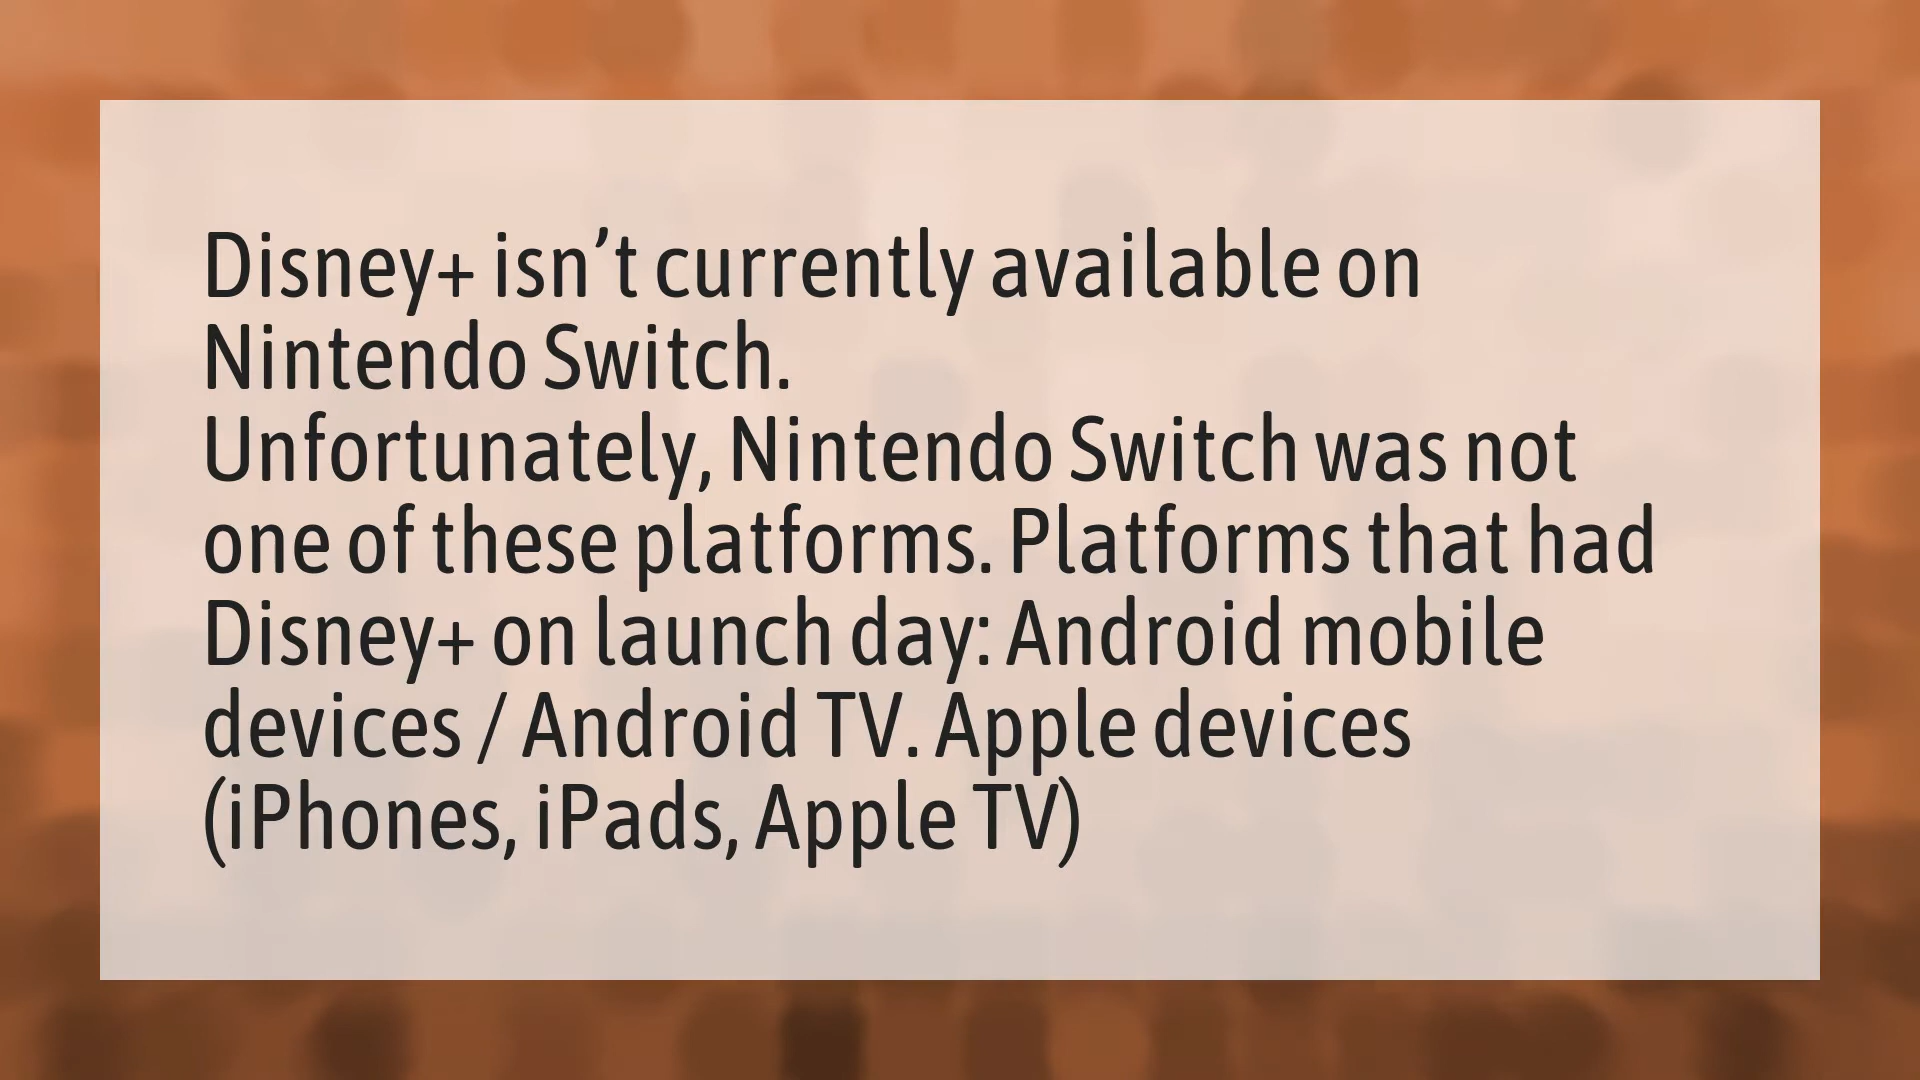 Disney+ isn’t currently available on
Nintendo Switch.
Unfortunately, Nintendo Switch was not
one of these platforms. Platforms that had
Disney+ on launch day: Android mobile
devices / Android TV. Apple devices
(iPhones, iPads, Apple TV)